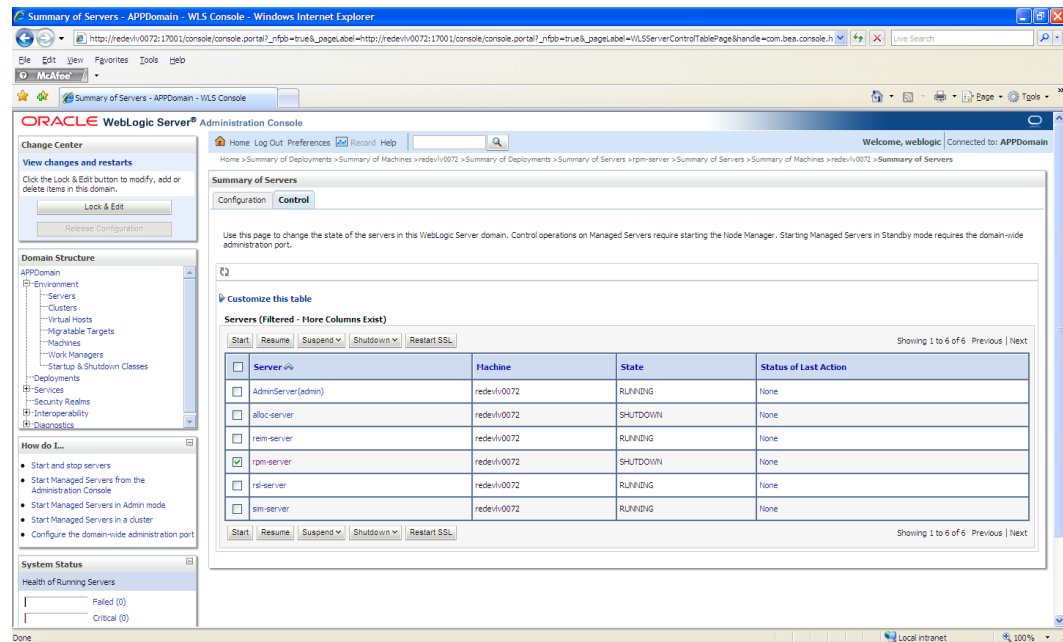 Summary of Servers - APPDomain - WLS Console - Windows Internet Explorer
http://redevlv0072:17001/console/console.portal?_nfpb=true&_pageLabel=http://redevlv0072:17001/console/console.portal?_nfpb=true&_pageLabel=WLSServerControlTablePage&handle=com.bea.console.h
Live Search
File Edit View Favorites Tools Help
McAfee
Summary of Servers - APPDomain - WLS Console
Page Tools
ORACLE WebLogic Server® Administration Console
Change Center
View changes and restarts
Click the Lock & Edit button to modify, add or
delete items in this domain.
Lock & Edit
Release Configuration
Domain Structure
APPDomain
Environment
Servers
Clusters
Virtual Hosts
Migratable Targets
Machines
Work Managers
Startup & Shutdown Classes
Deployments
Services
Security Realms
Interoperability
Diagnostics
How do I...
Start and stop servers
Start Managed Servers from the
Administration Console
Start Managed Servers in Admin mode
Start Managed Servers in a cluster
Configure the domain-wide administration port
System Status
Health of Running Servers
Failed (0)
Critical (0)
Home Log Out Preferences Record Help
Welcome, weblogic Connected to: APPDomain
Home >Summary of Deployments >Summary of Machines >redevlv0072 >Summary of Deployments >Summary of Servers >rpm-server >Summary of Servers >Summary of Machines >redevlv0072 >Summary of Servers
Summary of Servers
Configuration Control
Use this page to change the state of the servers in this WebLogic Server domain. Control operations on Managed Servers require starting the Node Manager. Starting Managed Servers in Standby mode requires the domain-wide
administration port.
Customize this table
Servers (Filtered - More Columns Exist)
Start Resume Suspend Shutdown Restart SSL Showing 1 to 6 of 6 Previous | Next
Server Machine State Status of Last Action
AdminServer(admin) redevlv0072 RUNNING None
alloc-server redevlv0072 SHUTDOWN None
reim-server redevlv0072 RUNNING None
rpm-server redevlv0072 SHUTDOWN None
rsl-server redevlv0072 RUNNING None
sim-server redevlv0072 RUNNING None
Start Resume Suspend Shutdown Restart SSL Showing 1 to 6 of 6 Previous | Next
Done Local intranet 100%